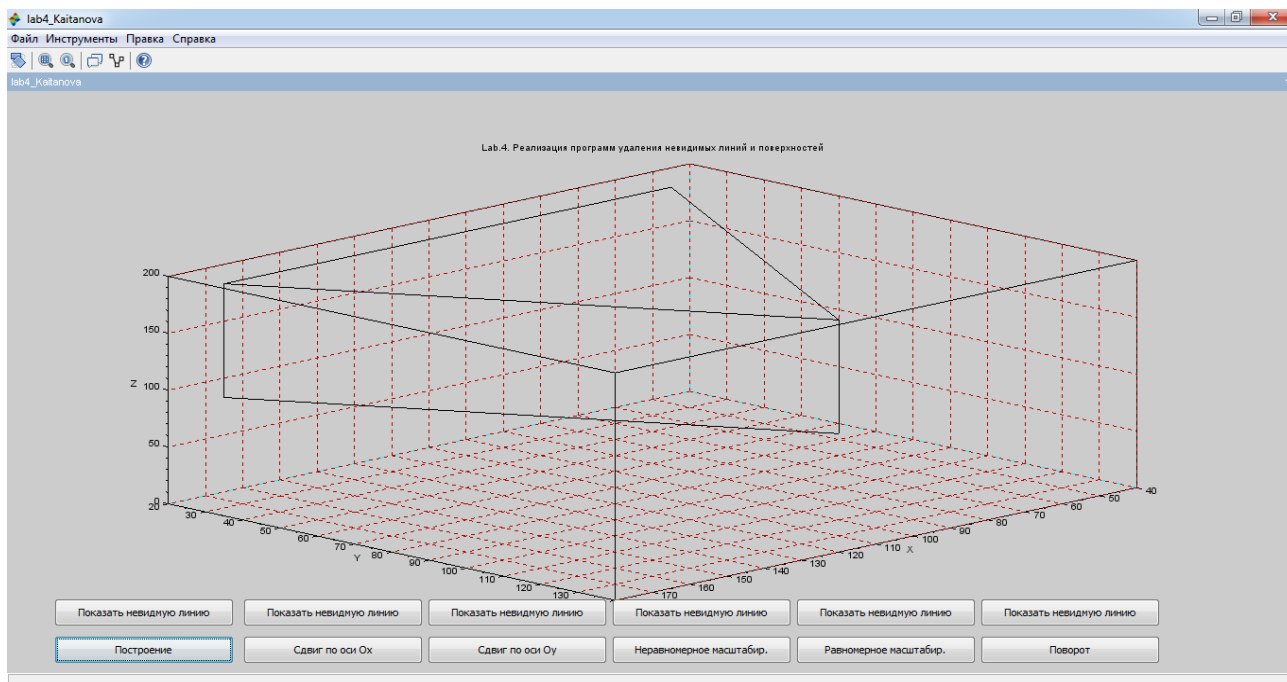 lab4_Kaitanova
Файл Инструменты Правка Справка
lab4_Kaitanova
Lab.4. Реализация программ удаления невидимых линий и поверхностей
200
150
Z 100
50
0
20 30 40 50 60 70 80 90 100 110 120 130
Y
170 160 150 140 130 120 110 100 90 80 70 60 50 40
X
Показать невидмую линию Показать невидмую линию Показать невидмую линию Показать невидмую линию Показать невидмую линию Показать невидмую линию
Построение Сдвиг по оси Ox Сдвиг по оси Oy Неравномерное масштабир. Равномерное масштабир. Поворот